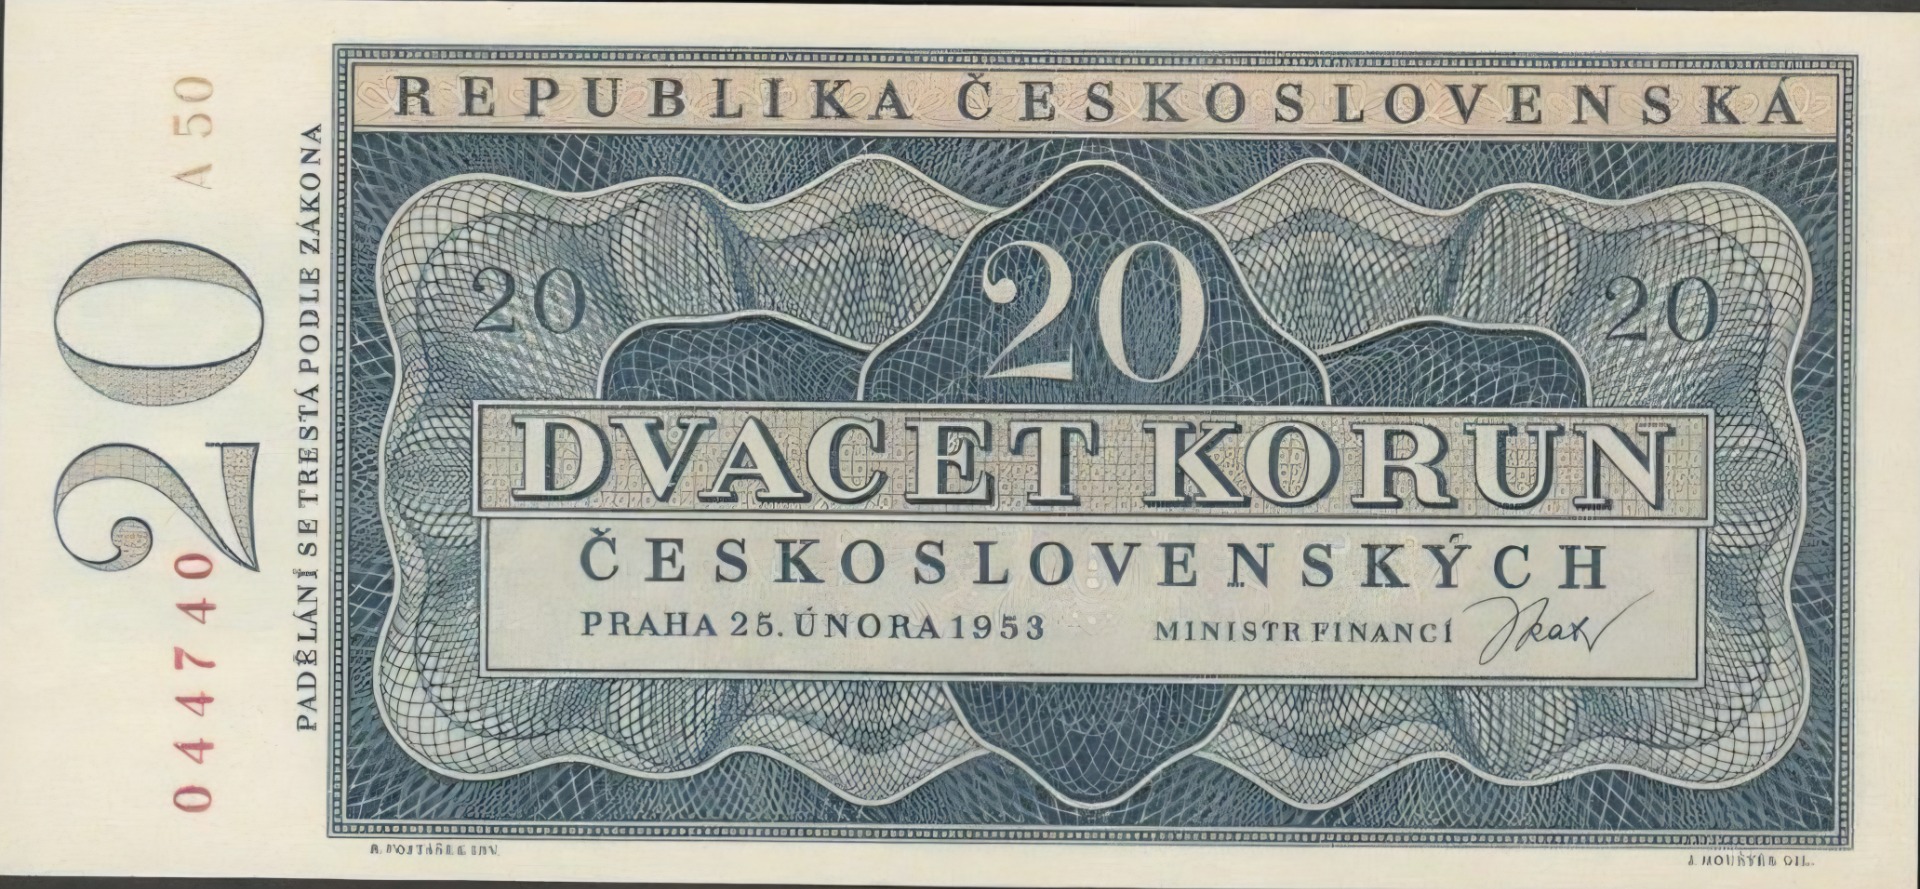 REPUBLIKA ČESKOSLOVENSKÁ
A 50
20
044740
PADĚLÁNÍ SE TRESTÁ PODLE ZÁKONA
20
20
20
DVACET KORUN
ČESKOSLOVENSKÝCH
PRAHA 25. ÚNORA 1953
MINISTR FINANCÍ